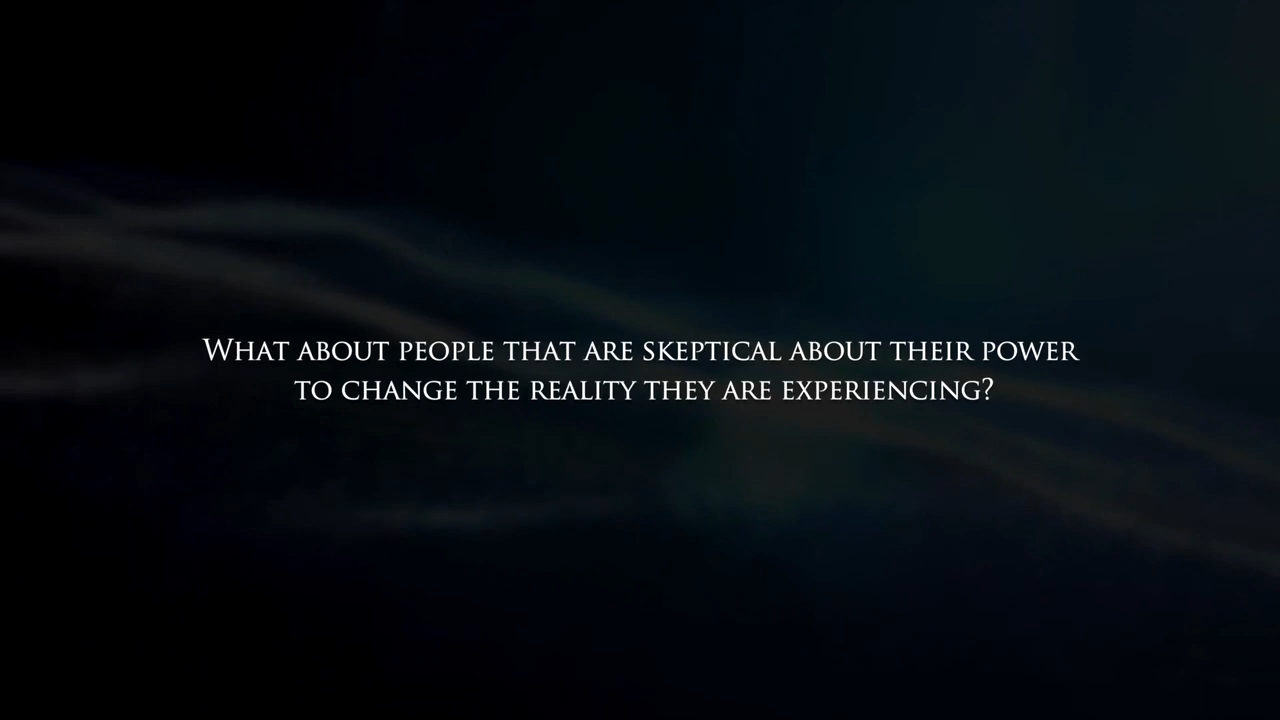 What about people that are skeptical about their power
to change the reality they are experiencing?